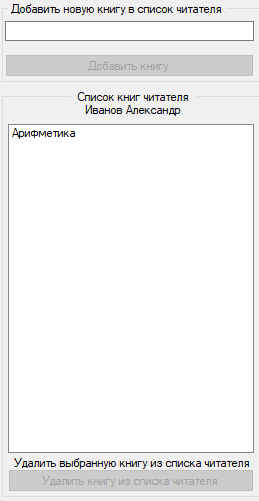 Добавить новую книгу в список читателя
Добавить книгу
Список книг читателя
Иванов Александр
Арифметика
Удалить выбранную книгу из списка читателя
Удалить книгу из списка читателя